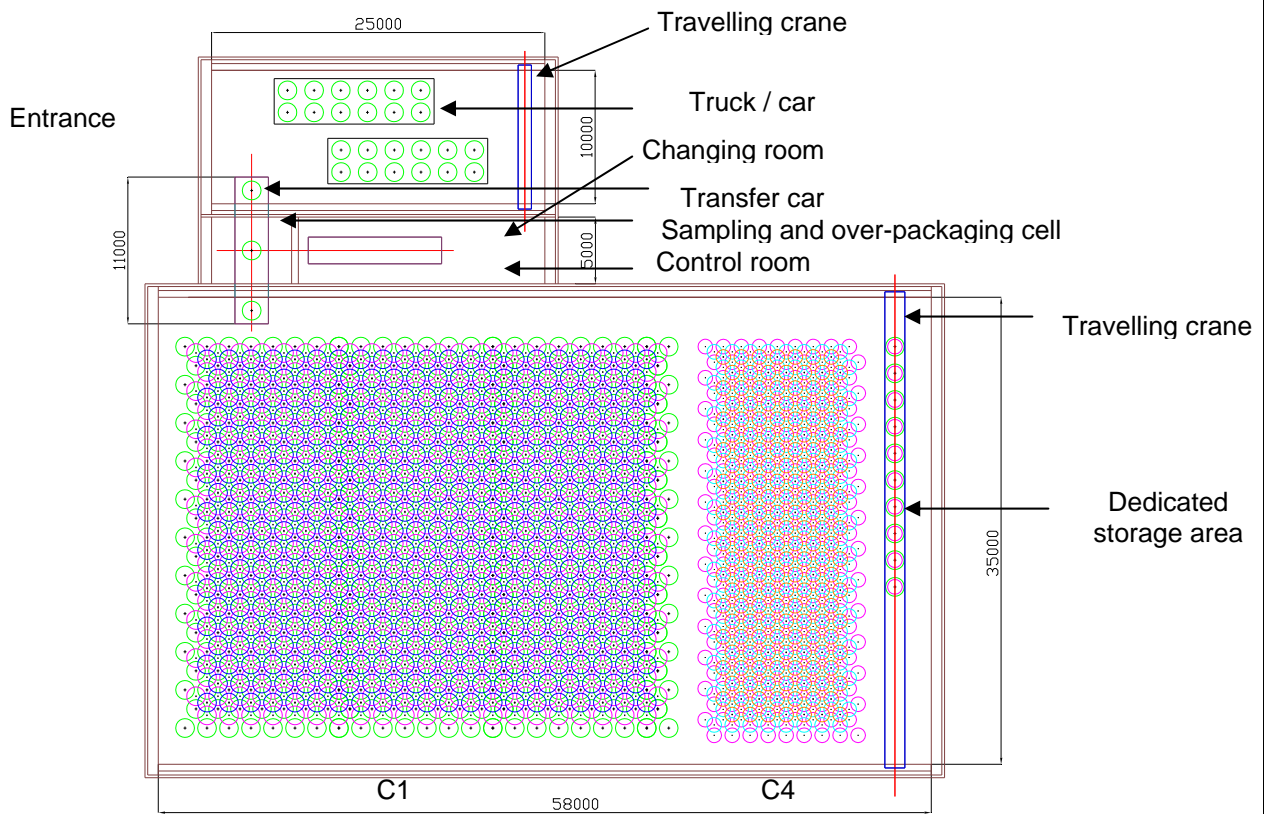 25000
Travelling crane
Truck / car
Entrance
10000
Changing room
Transfer car
Sampling and over-packaging cell
11000
5000
Control room
Travelling crane
Dedicated
storage area
35000
C1
C4
58000